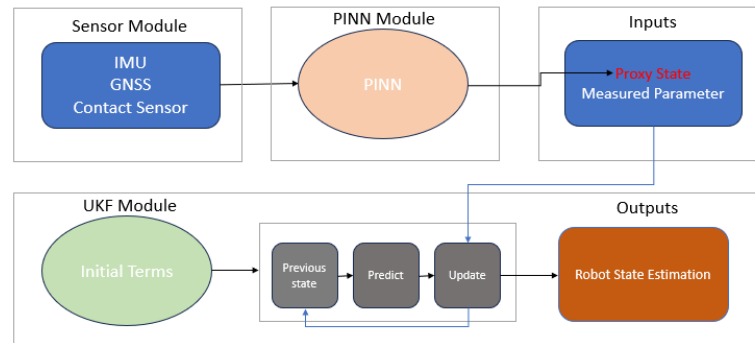 Sensor Module
PINN Module
Inputs
IMU
GNSS
Contact Sensor
PINN
Proxy State
Measured Parameter
UKF Module
Outputs
Initial Terms
Previous
state
Predict
Update
Robot State Estimation